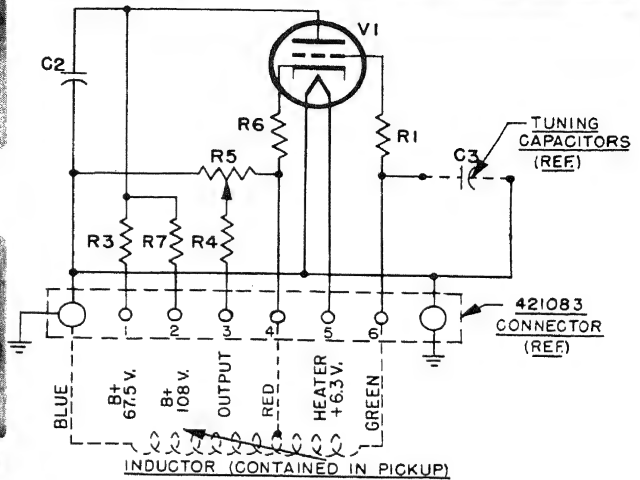 V1
C2
R6
R1
TUNING
CAPACITORS
(REF.)
C3
R5
R3
R7
R4
2
3
4
5
6
421083
CONNECTOR
(REF.)
BLUE
B+
67.5 V.
B+
108 V.
OUTPUT
RED
HEATER
+6.3 V.
GREEN
INDUCTOR (CONTAINED IN PICKUP)